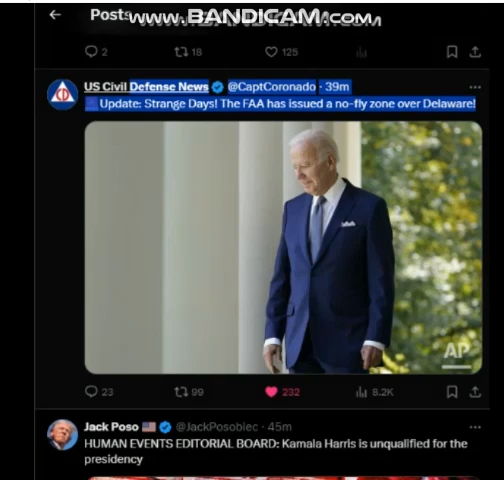 Posts
www.BANDICAM.com
2 18 125
US Civil Defense News @CaptCoronado · 39m
Update: Strange Days! The FAA has issued a no-fly zone over Delaware!
CD
AP
23 99 232 8.2K
Jack Poso @JackPosobiec · 45m
HUMAN EVENTS EDITORIAL BOARD: Kamala Harris is unqualified for the
presidency